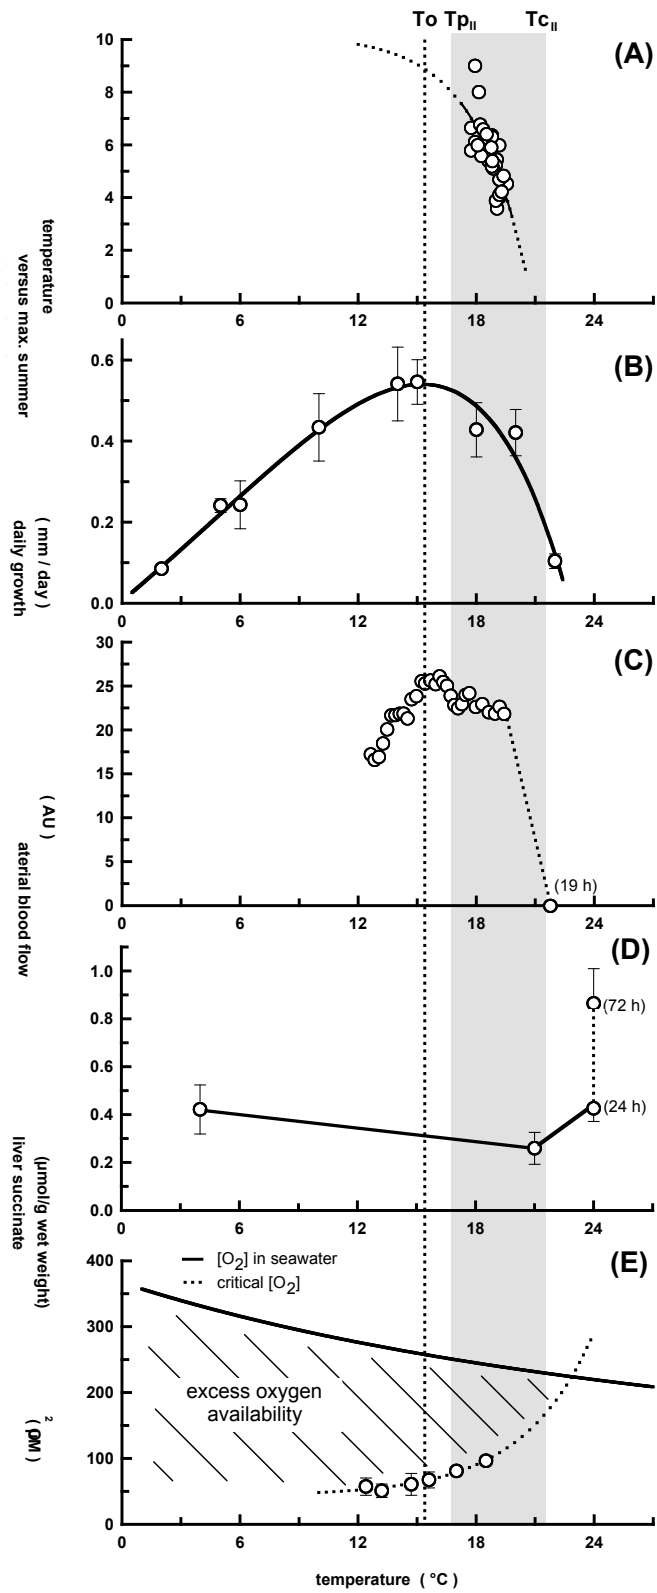 To Tp II Tc II
(A)
10
8
6
4
2
0
0 6 12 18 24
temperature
versus max. summer
(B)
0.6
0.4
0.2
0.0
0 6 12 18 24
( mm / day)
daily growth
(C)
30
25
20
15
10
5
0
(19 h)
0 6 12 18 24
( AU )
aterial blood flow
(D)
1.0
0.8
0.6
0.4
0.2
0.0
(72 h)
(24 h)
0 6 12 18 24
(µmol/g wet weight)
liver succinate
(E)
[O2] in seawater
critical [O2]
400
300
250
200
100
50
0
excess oxygen
availability
0 6 12 18 24
temperature ( °C)